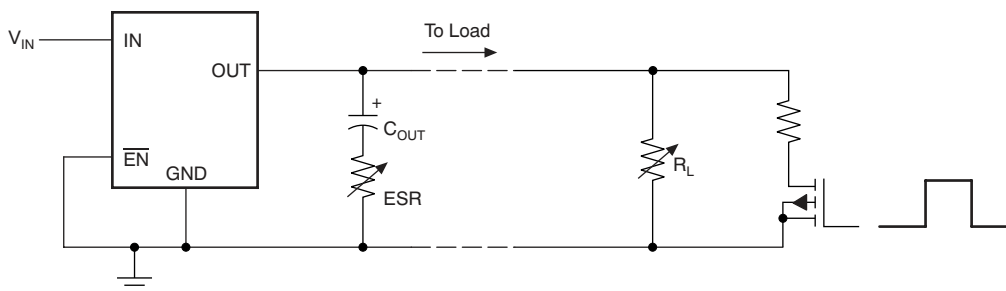 To Load
V_IN
IN
OUT
+
C_OUT
EN
GND
ESR
R_L